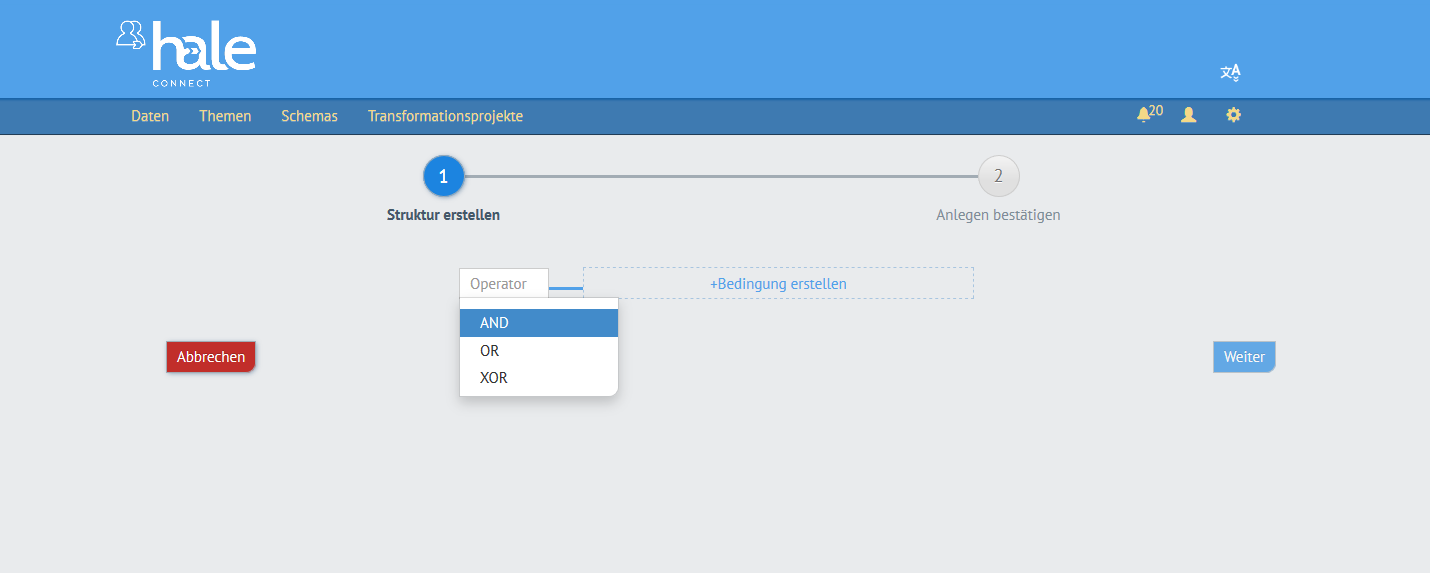 hale
CONNECT
文A
Daten Themen Schemas Transformationsprojekte 20
1 2
Struktur erstellen Anlegen bestätigen
Operator +Bedingung erstellen
AND
OR
XOR
Abbrechen Weiter